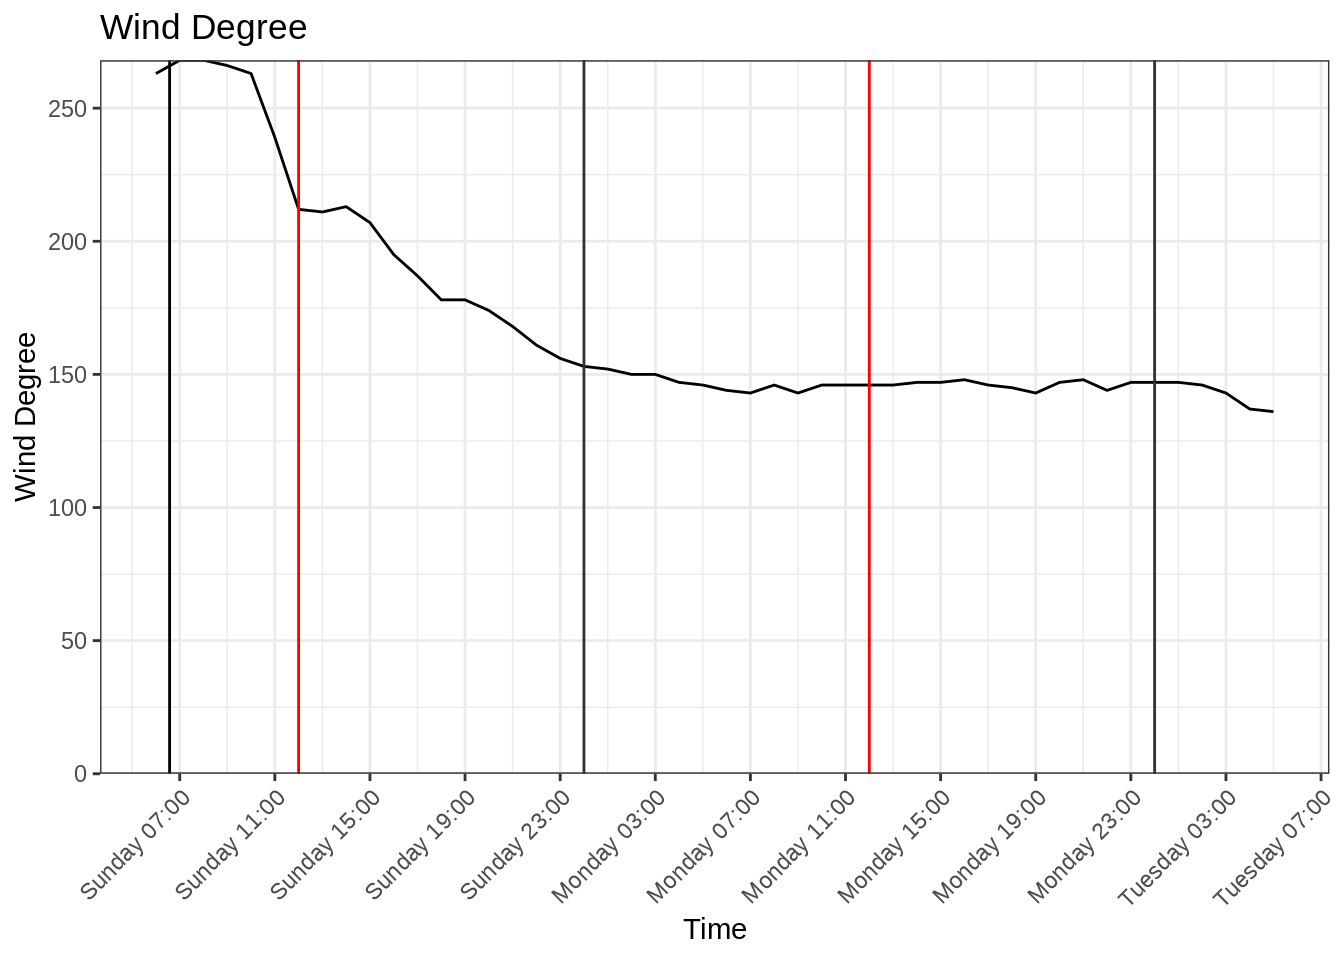 Wind Degree
Wind Degree
250
200
150
100
50
0
Sunday 07:00
Sunday 11:00
Sunday 15:00
Sunday 19:00
Sunday 23:00
Monday 03:00
Monday 07:00
Monday 11:00
Monday 15:00
Monday 19:00
Monday 23:00
Tuesday 03:00
Tuesday 07:00
Time